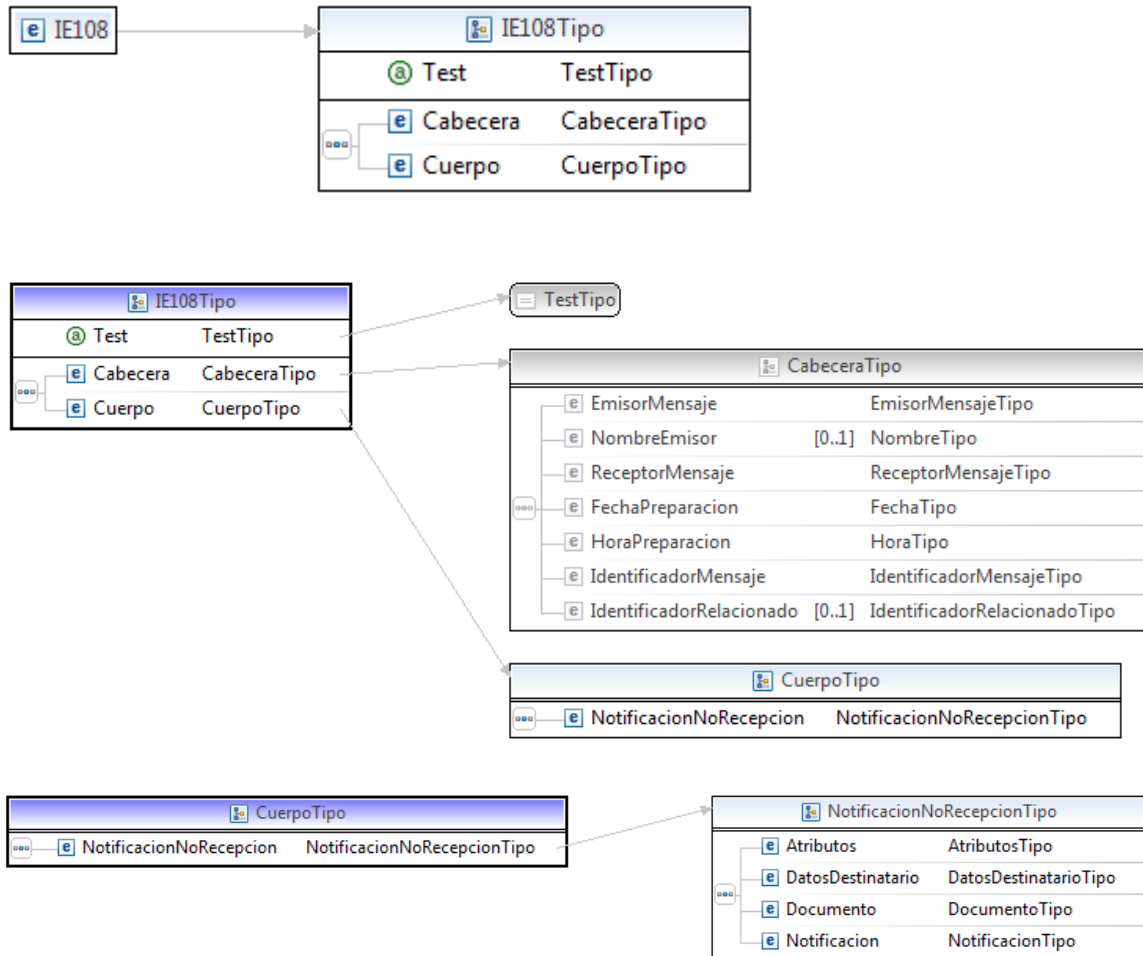 IE108
IE108Tipo
Test TestTipo
Cabecera CabeceraTipo
Cuerpo CuerpoTipo
IE108Tipo
Test TestTipo
Cabecera CabeceraTipo
Cuerpo CuerpoTipo
TestTipo
CabeceraTipo
EmisorMensaje EmisorMensajeTipo
NombreEmisor [0..1] NombreTipo
ReceptorMensaje ReceptorMensajeTipo
FechaPreparacion FechaTipo
HoraPreparacion HoraTipo
IdentificadorMensaje IdentificadorMensajeTipo
IdentificadorRelacionado [0..1] IdentificadorRelacionadoTipo
CuerpoTipo
NotificacionNoRecepcion NotificacionNoRecepcionTipo
CuerpoTipo
NotificacionNoRecepcion NotificacionNoRecepcionTipo
NotificacionNoRecepcionTipo
Atributos AtributosTipo
DatosDestinatario DatosDestinatarioTipo
Documento DocumentoTipo
Notificacion NotificacionTipo